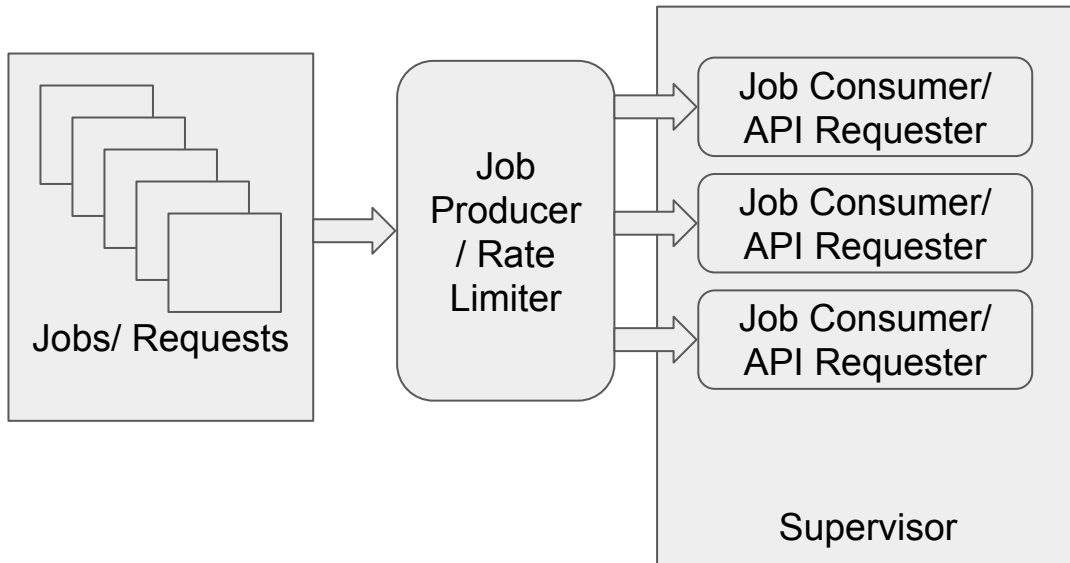 Jobs/ Requests
Job
Producer
/ Rate
Limiter
Job Consumer/
API Requester
Job Consumer/
API Requester
Job Consumer/
API Requester
Supervisor